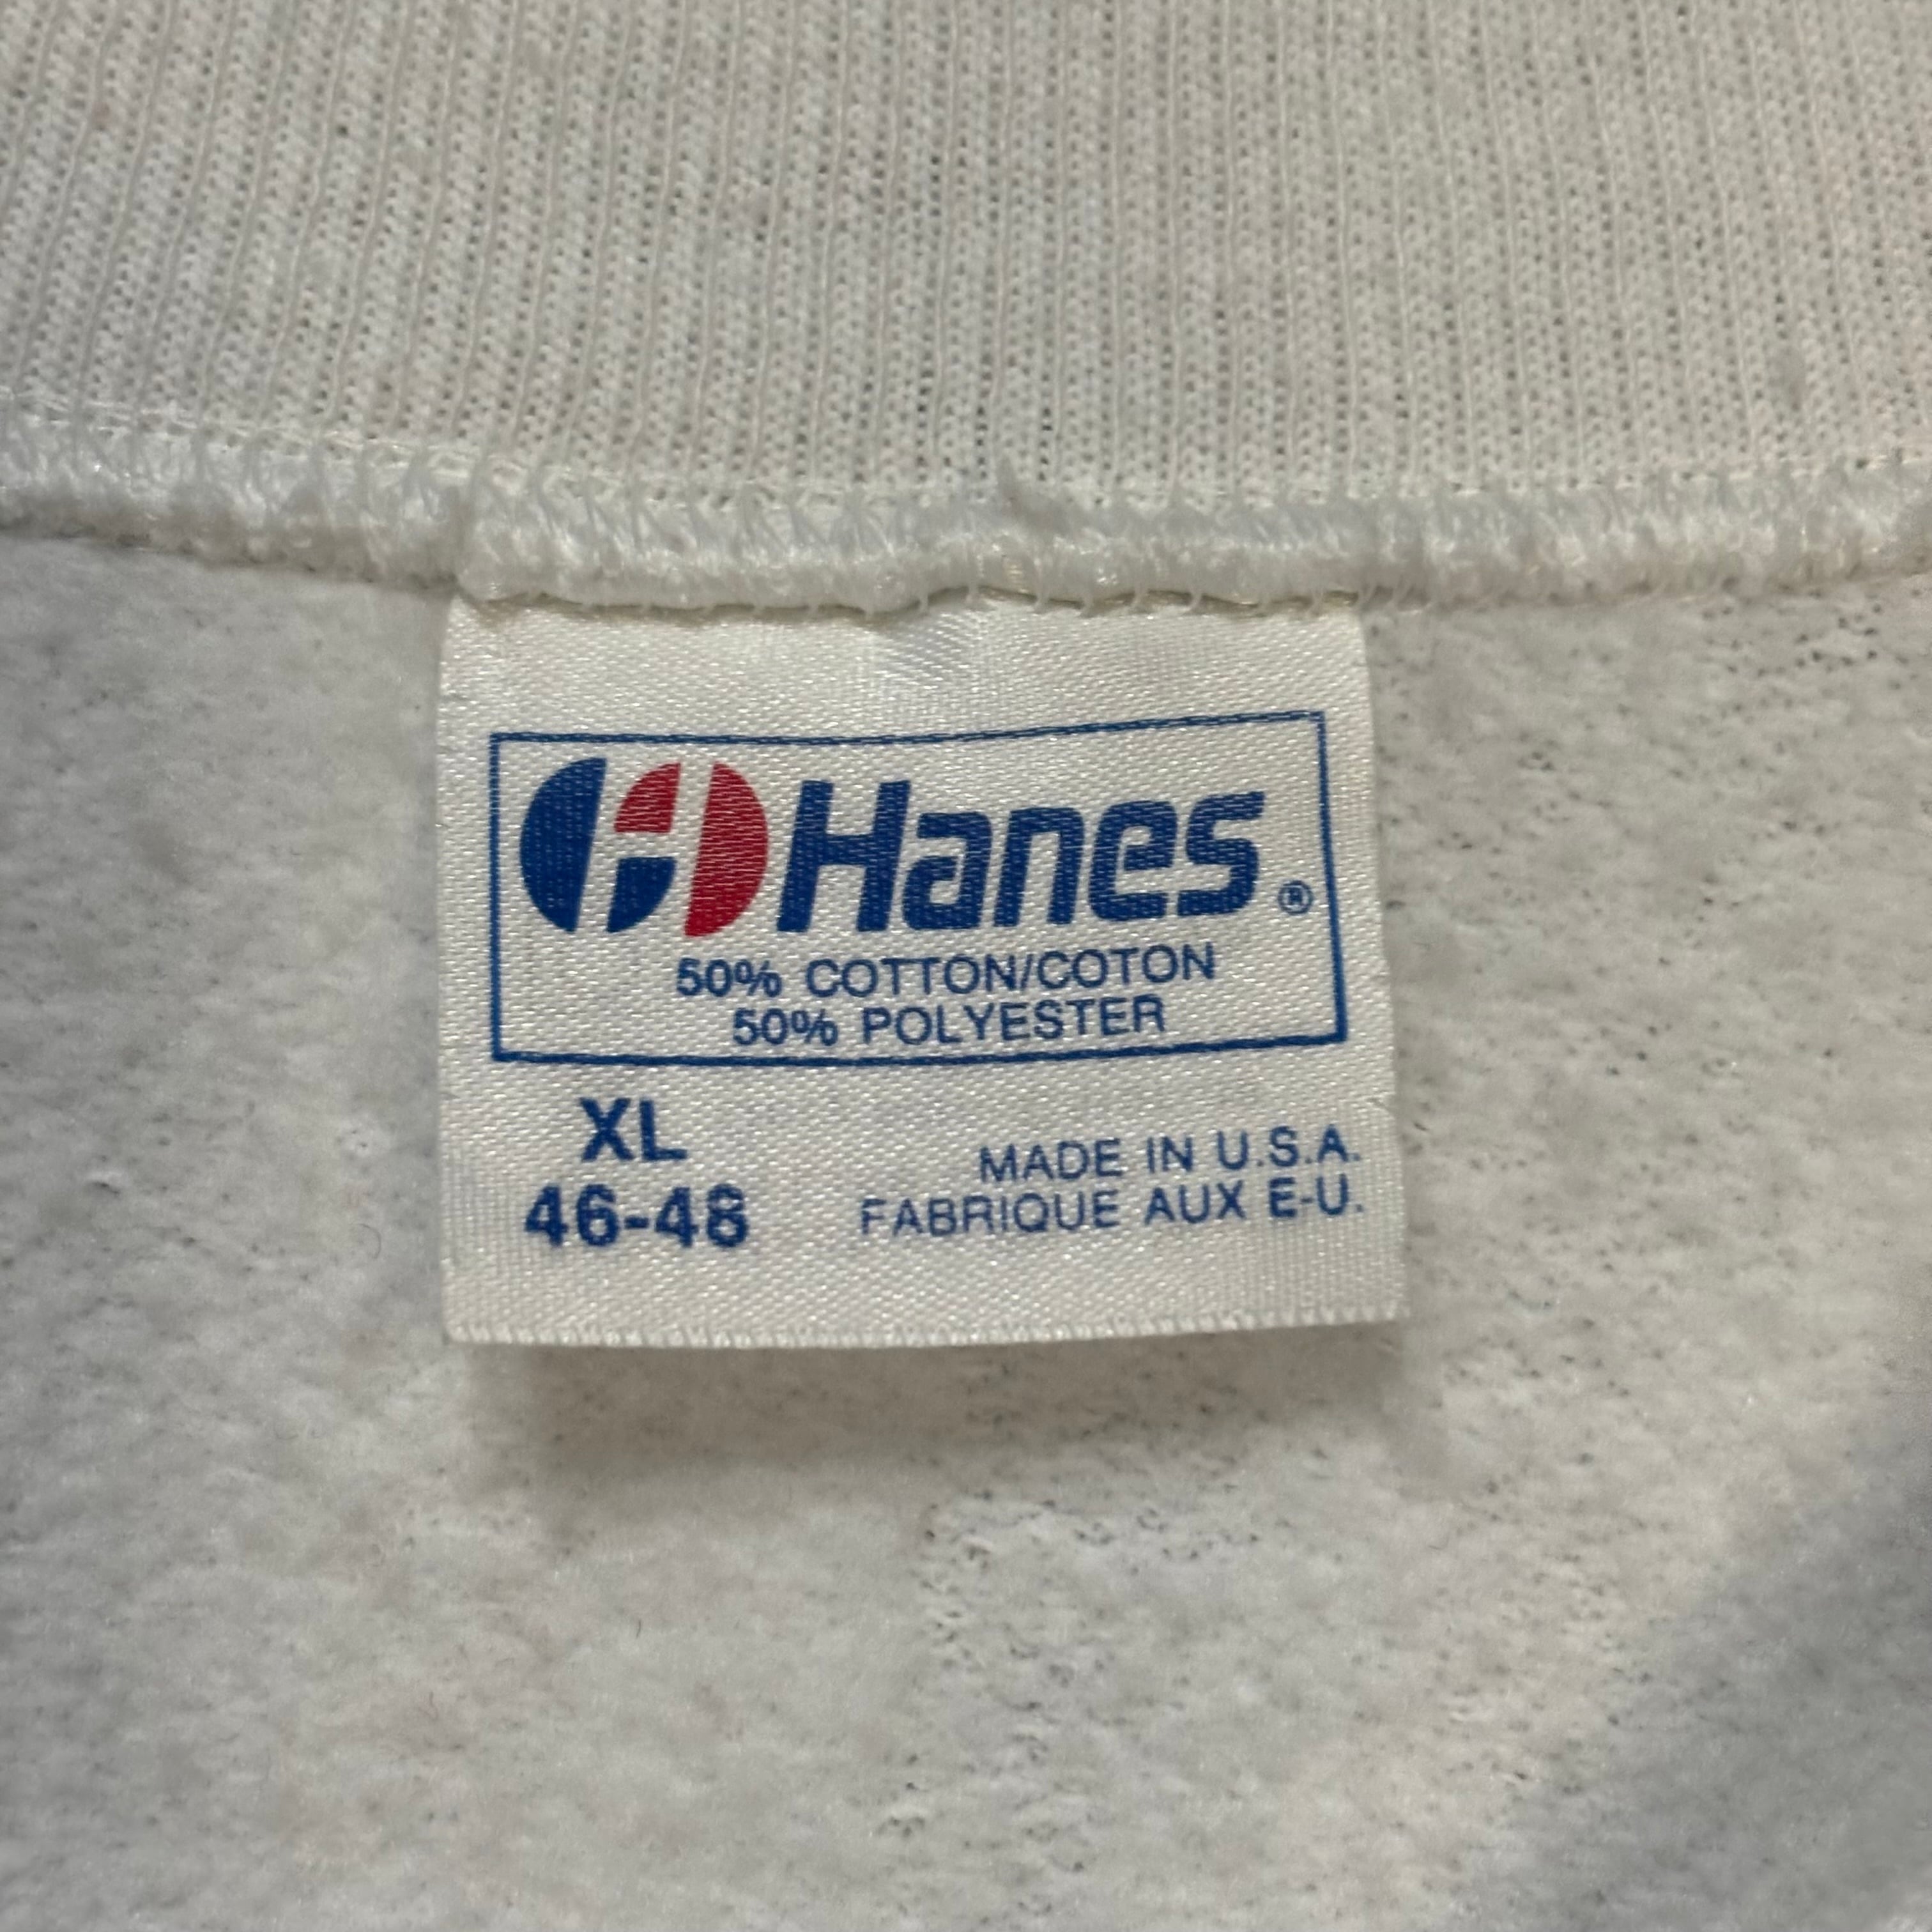 Hanes®
50% COTTON/COTON
50% POLYESTER
XL
46-48
MADE IN U.S.A.
FABRIQUE AUX E-U.